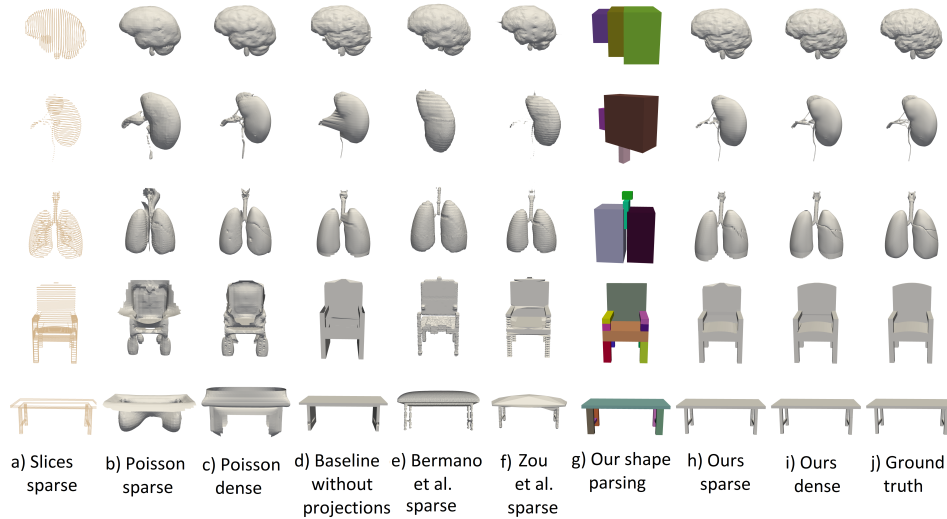 a) Slices
sparse
b) Poisson
sparse
c) Poisson
dense
d) Baseline
without
projections
e) Bermano
et al.
sparse
f) Zou
et al.
sparse
g) Our shape
parsing
h) Ours
sparse
i) Ours
dense
j) Ground
truth